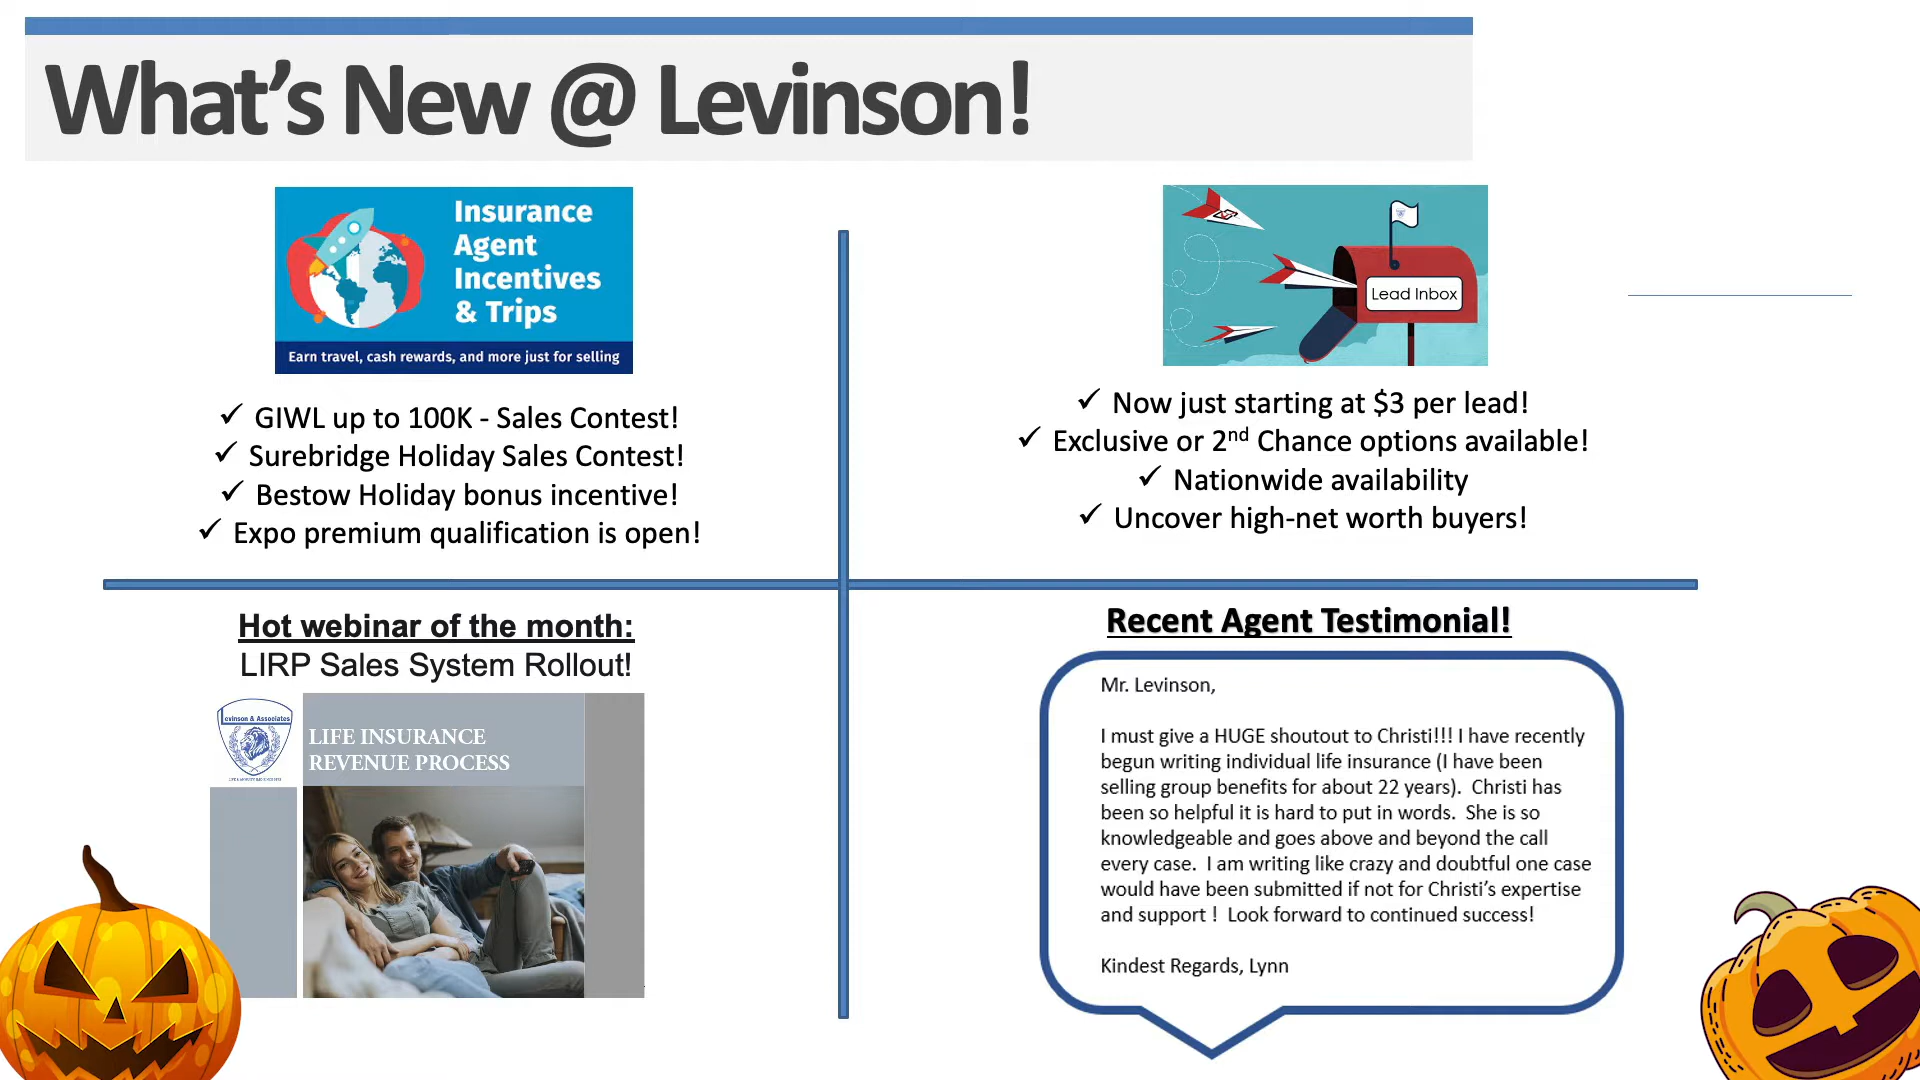 What's New @ Levinson!
Insurance
Agent
Incentives
& Trips
Earn travel, cash rewards, and more just for selling
✓ GIWL up to 100K - Sales Contest!
✓ Surebridge Holiday Sales Contest!
✓ Bestow Holiday bonus incentive!
✓ Expo premium qualification is open!
Lead Inbox
✓ Now just starting at $3 per lead!
✓ Exclusive or 2nd Chance options available!
✓ Nationwide availability
✓ Uncover high-net worth buyers!
Hot webinar of the month:
LIRP Sales System Rollout!
Levinson & Associates
LIFE INSURANCE
REVENUE PROCESS
Recent Agent Testimonial!
Mr. Levinson,
I must give a HUGE shoutout to Christi!!! I have recently
begun writing individual life insurance (I have been
selling group benefits for about 22 years).  Christi has
been so helpful it is hard to put in words.  She is so
knowledgeable and goes above and beyond the call
every case.  I am writing like crazy and doubtful one case
would have been submitted if not for Christi's expertise
and support !  Look forward to continued success!
Kindest Regards, Lynn